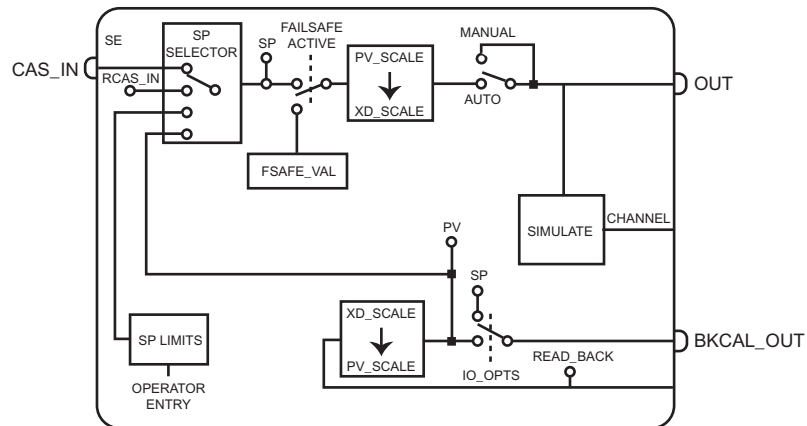 SE
SP
SELECTOR
SP
FAILSAFE
ACTIVE
MANUAL
CAS_IN
RCAS_IN
PV_SCALE
XD_SCALE
AUTO
OUT
FSAFE_VAL
SIMULATE
CHANNEL
PV
SP
SP LIMITS
XD_SCALE
PV_SCALE
BKCAL_OUT
READ_BACK
IO_OPTS
OPERATOR
ENTRY